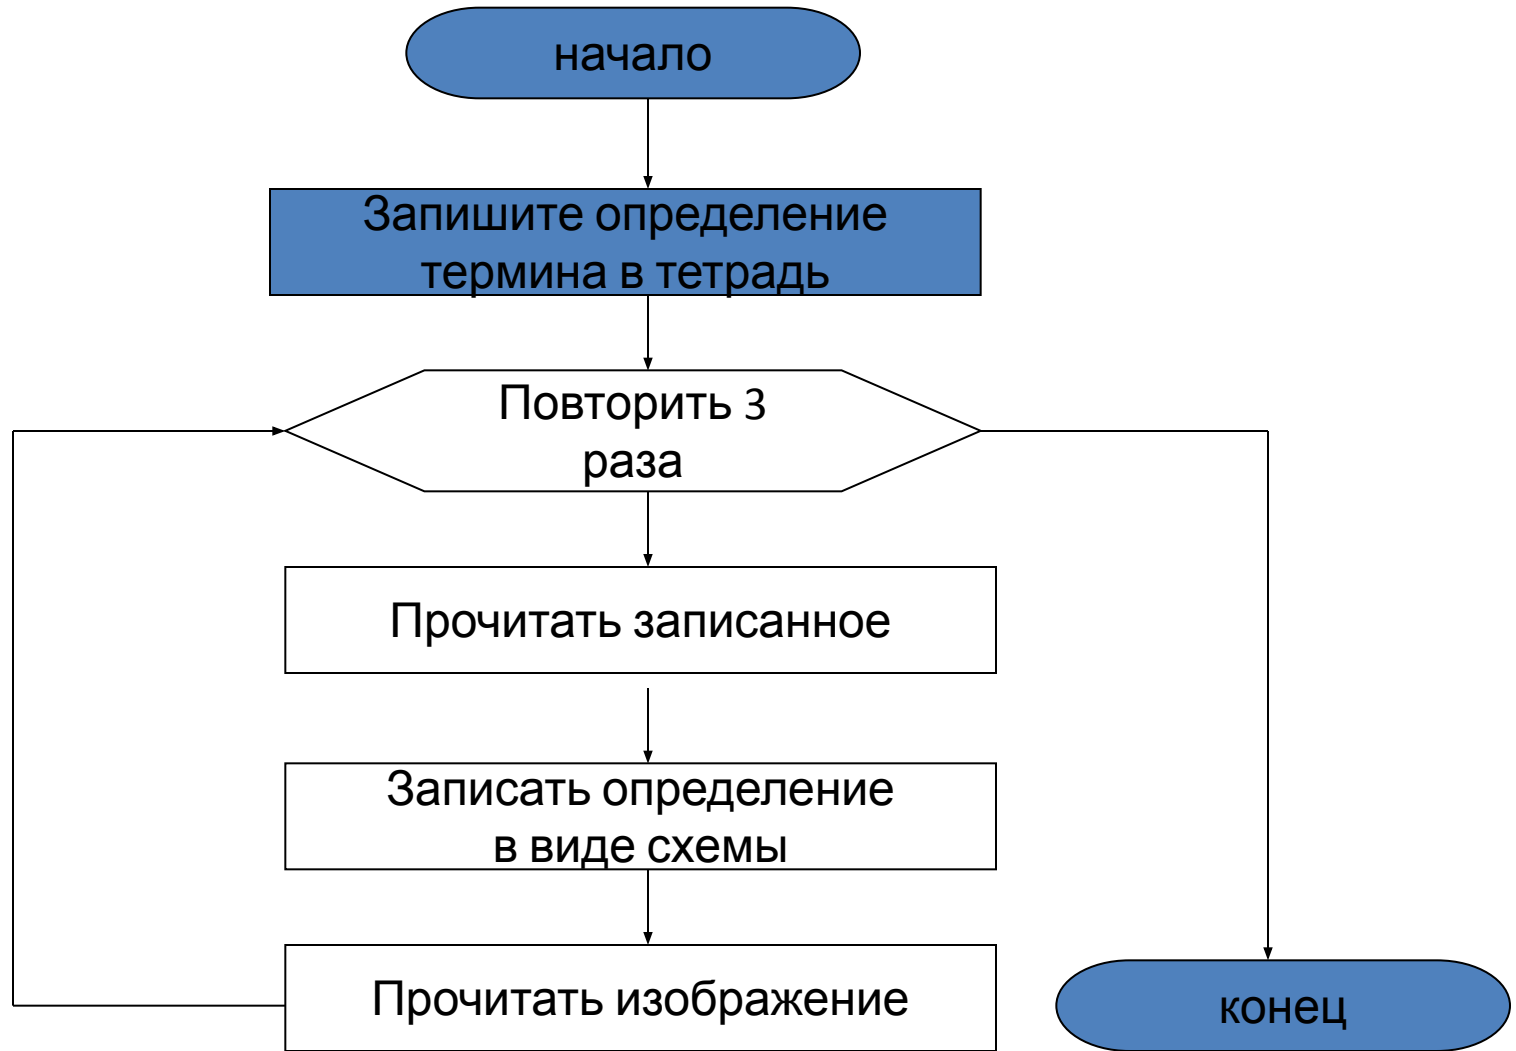 начало
Запишите определение
термина в тетрадь
Повторить 3
раза
Прочитать записанное
Записать определение
в виде схемы
Прочитать изображение
конец